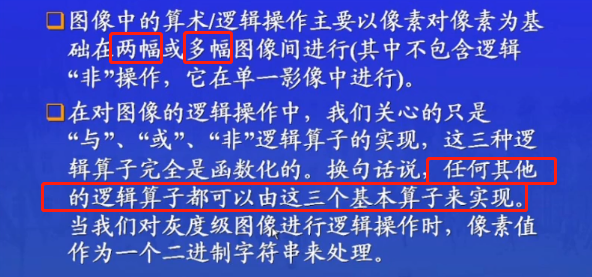 图像中的算术/逻辑操作主要以像素对像素为基
础在两幅或多幅图像间进行(其中不包含逻辑
“非”操作，它在单一影像中进行)。
在对图像的逻辑操作中，我们关心的只是
“与”、“或”、“非”逻辑算子的实现，这三种逻
辑算子完全是函数化的。换句话说，任何其他
的逻辑算子都可以由这三个基本算子来实现。
当我们对灰度级图像进行逻辑操作时，像素值
作为一个二进制字符串来处理。